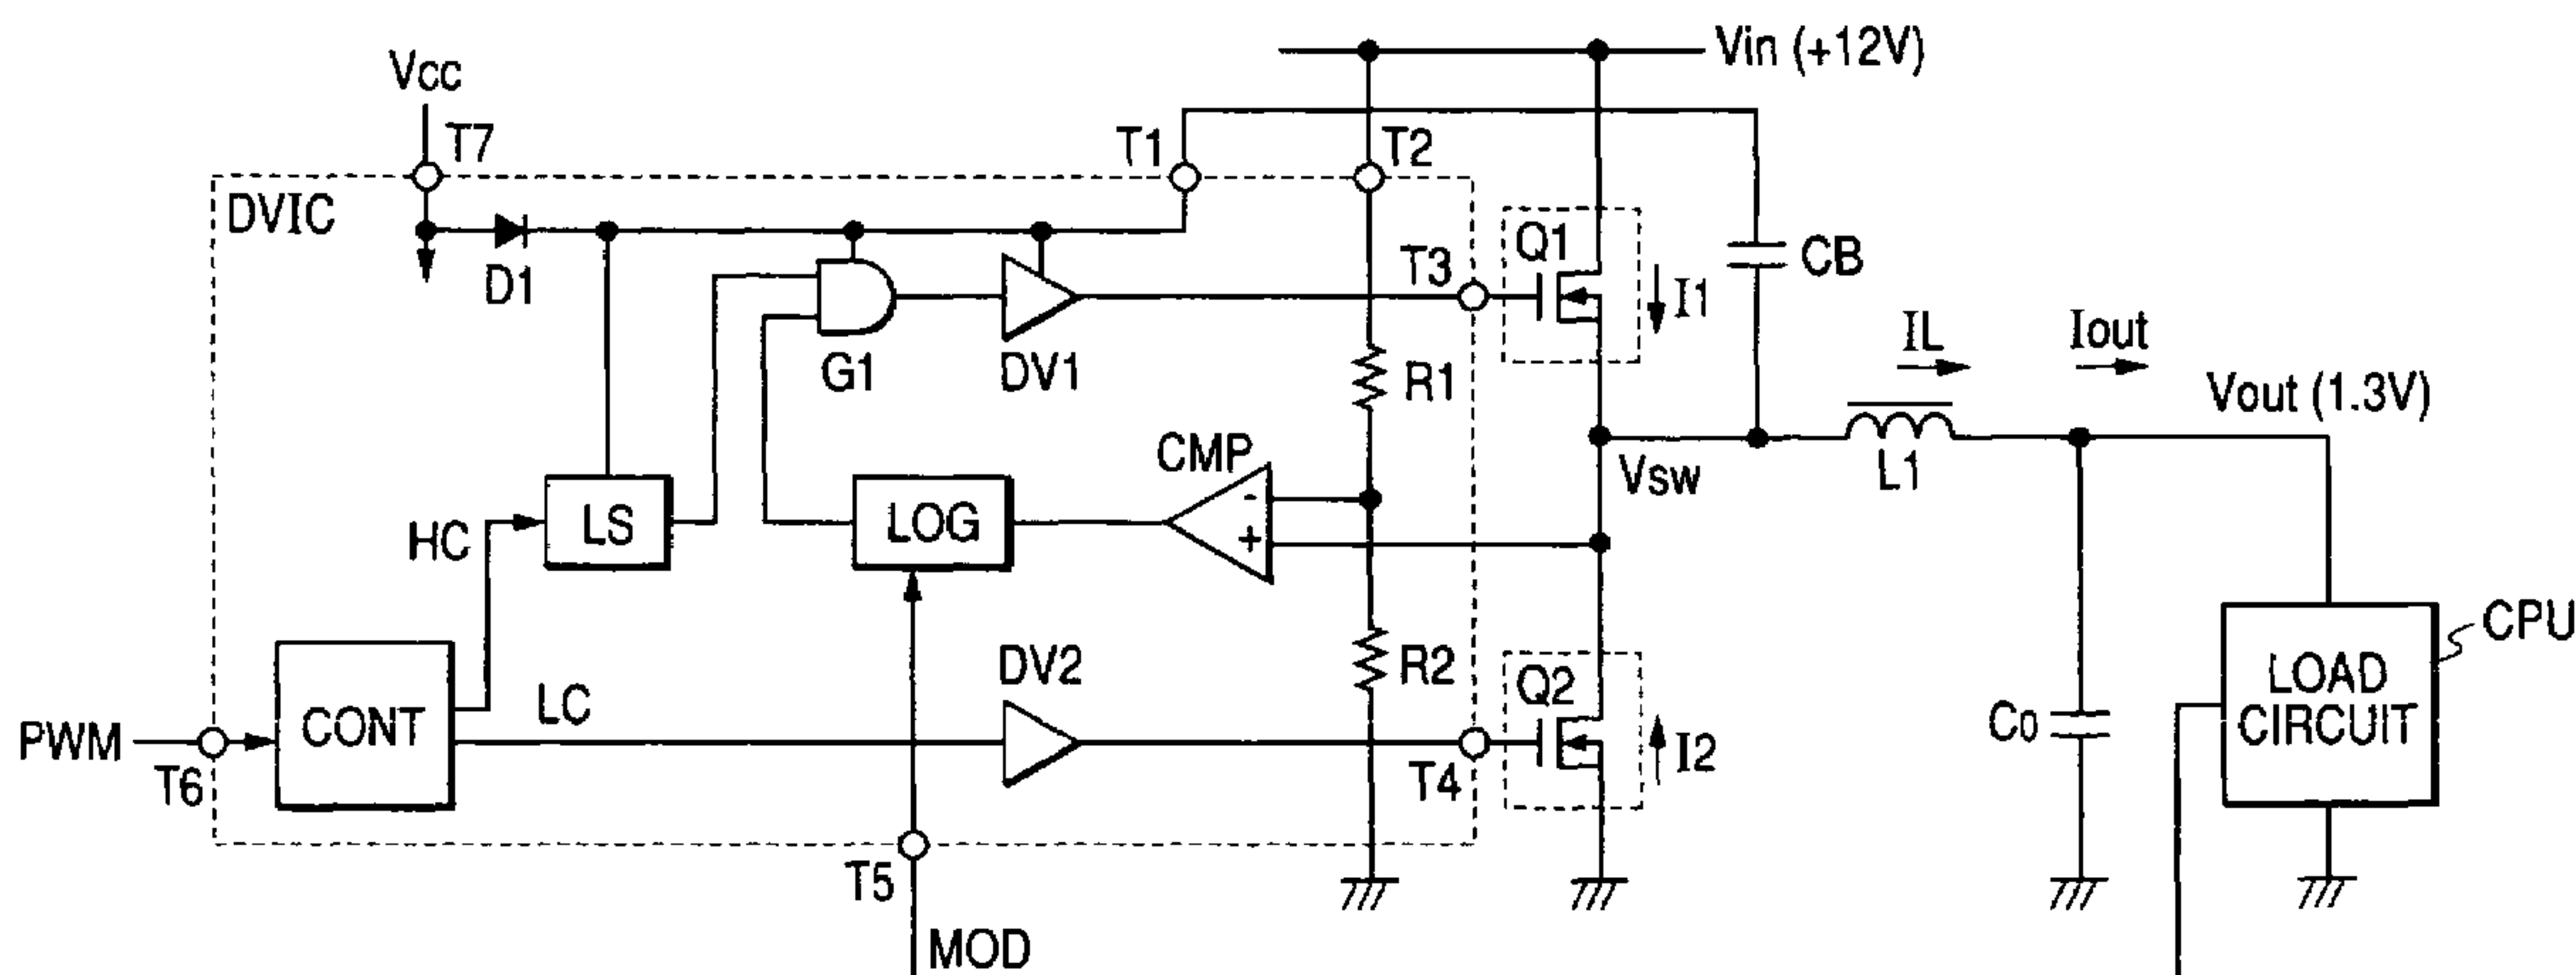 Vin (+12V)
Vcc
T7
T1
T2
DVIC
D1
T3
Q1
I1
CB
G1
DV1
R1
IL
Iout
Vout (1.3V)
CMP
-
+
Vsw
L1
HC
LS
LOG
CPU
LOAD
CIRCUIT
DV2
R2
Q2
I2
C0
LC
CONT
PWM
T6
T4
T5
MOD